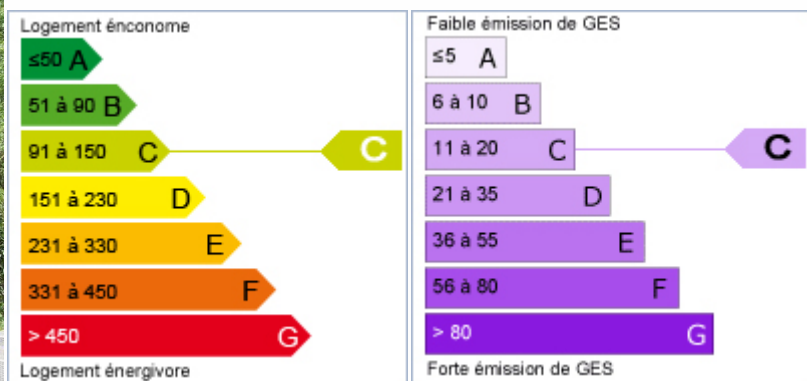 Logement énconome
≤50 A
51 à 90 B
91 à 150 C
C
151 à 230 D
231 à 330 E
331 à 450 F
> 450 G
Logement énergivore
Faible émission de GES
≤5 A
6 à 10 B
11 à 20 C
C
21 à 35 D
36 à 55 E
56 à 80 F
> 80 G
Forte émission de GES